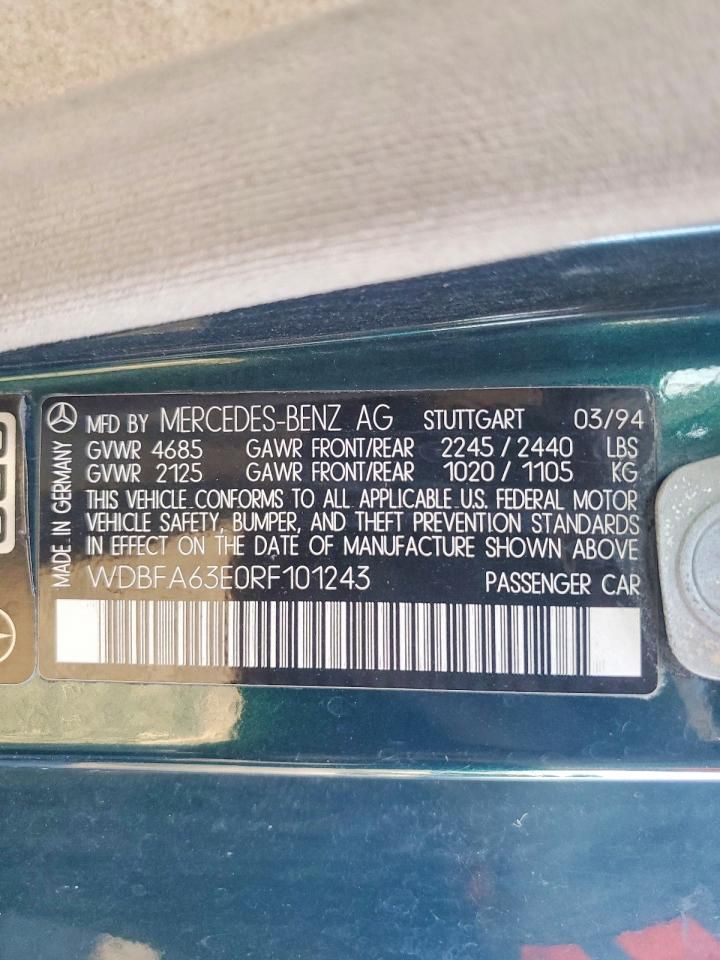 MFD BY MERCEDES-BENZ AG STUTTGART 03/94
GVWR 4685 GAWR FRONT/REAR 2245 / 2440 LBS
GVWR 2125 GAWR FRONT/REAR 1020 / 1105 KG
THIS VEHICLE CONFORMS TO ALL APPLICABLE U.S. FEDERAL MOTOR
VEHICLE SAFETY, BUMPER, AND THEFT PREVENTION STANDARDS
IN EFFECT ON THE DATE OF MANUFACTURE SHOWN ABOVE
WDBFA63E0RF101243 PASSENGER CAR
MADE IN GERMANY